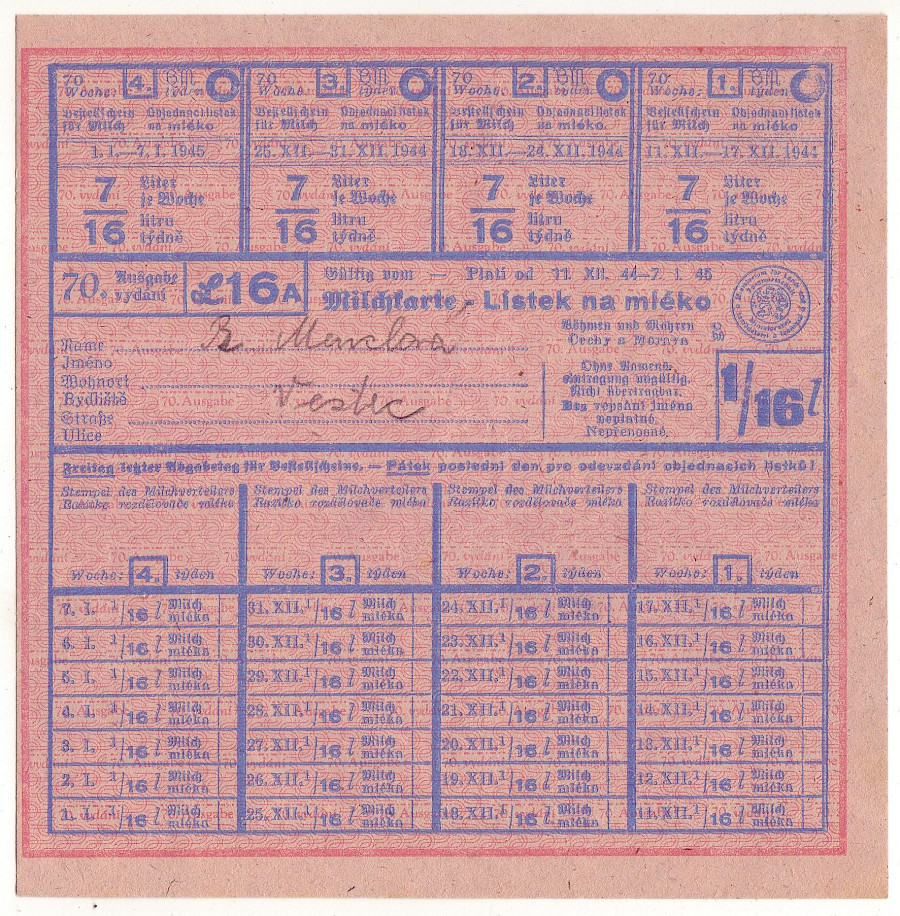 70 Woche: 4. BM týden
Bestellschein für Milch Objednací lístek na mléko
1. I.—7. I. 1945
7/16 Liter je Woche litru týdně
70 Woche: 3. BM týden
Bestellschein für Milch Objednací lístek na mléko
25. XII.—31. XII. 1944
7/16 Liter je Woche litru týdně
70 Woche: 2. BM týden
Bestellschein für Milch Objednací lístek na mléko.
18. XII.—24. XII. 1944
7/16 Liter je Woche litru týdně
70 Woche: 1. BM týden
Bestellschein für Milch Objednací lístek na mléko
11. XII.—17. XII. 1944
7/16 Liter je Woche litru týdně
70. Ausgabe vydání L16A
Gültig vom — Platí od 11. XII. 44—7. I. 45
Milchkarte - Lístek na mléko
Böhmen und Mähren
Čechy a Morava
Name
Jméno
Wohnort Věstec
Bydliště
Straße
Ulice
Ohne Namens-
eintragung ungültig.
Nicht übertragbar.
Bez vepsání jména
neplatné.
Nepřenosné.
1/16 l
Freitag letzter Abgabetag für Bestellscheine. — Pátek poslední den pro odevzdání objednacích lístků!
Stempel des Milchverteilers Stempel des Milchverteilers Stempel des Milchverteilers Stempel des Milchverteilers
Razítko rozdělovače mléka Razítko rozdělovače mléka Razítko rozdělovače mléka Razítko rozdělovače mléka
Woche: 4. týden Woche: 3. týden Woche: 2. týden Woche: 1. týden
7. I. 1/16 l Milch mléka 31. XII. 1/16 l Milch mléka 24. XII. 1/16 l Milch mléka 17. XII. 1/16 l Milch mléka
6. I. 1/16 l Milch mléka 30. XII. 1/16 l Milch mléka 23. XII. 1/16 l Milch mléka 16. XII. 1/16 l Milch mléka
5. I. 1/16 l Milch mléka 29. XII. 1/16 l Milch mléka 22. XII. 1/16 l Milch mléka 15. XII. 1/16 l Milch mléka
4. I. 1/16 l Milch mléka 28. XII. 1/16 l Milch mléka 21. XII. 1/16 l Milch mléka 14. XII. 1/16 l Milch mléka
3. I. 1/16 l Milch mléka 27. XII. 1/16 l Milch mléka 20. XII. 1/16 l Milch mléka 13. XII. 1/16 l Milch mléka
2. I. 1/16 l Milch mléka 26. XII. 1/16 l Milch mléka 19. XII. 1/16 l Milch mléka 12. XII. 1/16 l Milch mléka
1. I. 1/16 l Milch mléka 25. XII. 1/16 l Milch mléka 18. XII. 1/16 l Milch mléka 11. XII. 1/16 l Milch mléka